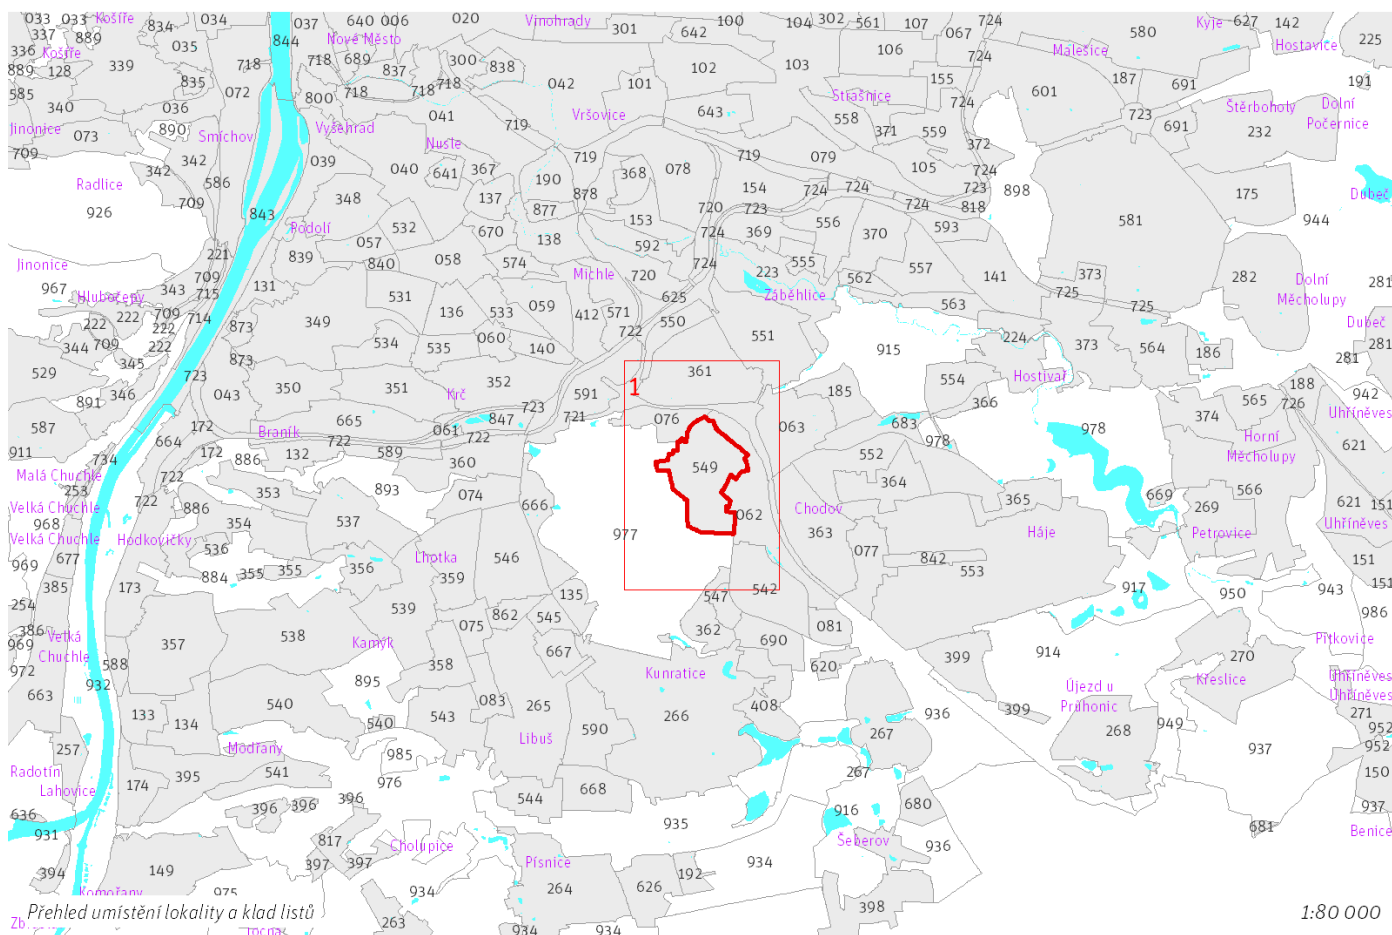 033 033 Košíře 034 037 640 006 020 Vinohrady 100 104 302 561 107 724 Kyje 627 142
337 889 834 844 Nové Město 301 642 067 580 Hostavice 225
336 Košíře 035 718 718 689 300 838 106 724 Malešice
889 128 339 835 837 718 042 101 102 103 155 187 691 191
585 340 036 072 800 718 718 Strašnice 724 601 723 Štěrboholy Dolní
Jinonice 073 890 Smíchov Vyšehrad 041 719 Vršovice 643 558 371 559 691 232 Počernice
709 342 039 Nusle 719 719 079 372
Radlice 342 586 040 641 367 190 368 078 105 724
926 709 348 137 878 154 724 724 723 898 175 Dubeč
843 532 877 153 720 723 724 818 581 944
Podolí 057 670 138 592 724 369 556 370 593
221 839 840 058 574 Michle 720 724 223 555 562 557 141 373 282 Dolní 281
Jinonice 709 131 Měcholupy
967 Hlubočepy 343 715 531 136 533 059 412 571 625 Záběhlice 563 725 725
222 222 709 714 873 349 060 722 550 551 224 Dubeč
344 709 222 222 534 535 140 915 373 564 186 281 281
529 345 873 352 361 Hostivař 188
891 346 723 043 350 351 Krč 591 1 185 554 366 374 565 726 942
587 172 665 061 847 723 721 076 063 683 978 978 Uhříněves
911 664 Braník 722 722 Horní 621
Malá Chuchle 734 172 886 132 589 360 549 552 Měcholupy
253 722 353 893 074 364 669 566 621 151
Velká Chuchle 722 886 666 062 Chodov 365 269 Uhříněves
968 354 537 977 363 Háje Petrovice
Velká Chuchle Hodkovičky
969 677 536 Lhotka 546 077 842 151
385 884 355 355 356 359 553 917 943 151
254 173 539 135 547 542 950 986
386 862 545 081
969 Velká 357 538 Kamýk 075 362 690 Pitkovice
972 Chuchle 588 358 667 620 399 914 270
663 932 895 Kunratice Újezd u Křeslice Uhříněves
133 134 540 540 543 083 265 266 408 399 Průhonic Uhříněves
257 Modřany 590 936 268 949 271 952
Radotín 395 541 985 Libuš 267 937 952
Lahovice 174 976 267 150
636 396 396 396 544 668 916 680 937
931 817 Cholupice 935 Šeberov 681 Benice
394 149 397 397 Písnice 934 936
Komořany 975 934 264 626 192 398
Přehled umístění lokality a klad listů 263 1:80 000
934 934